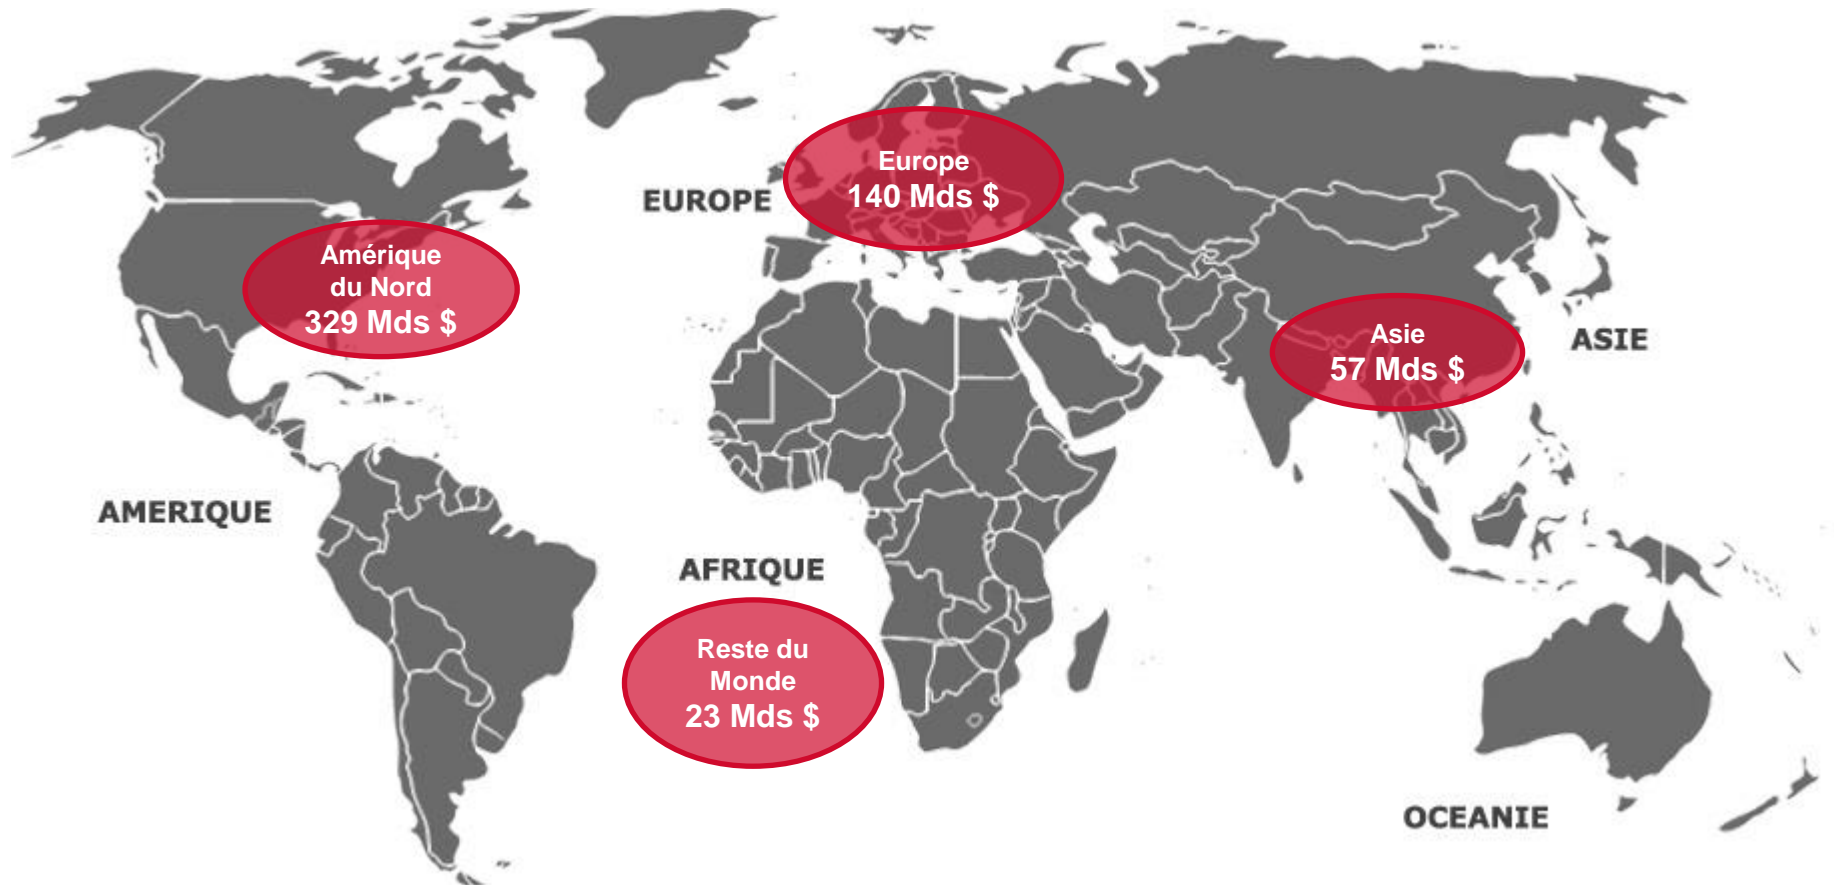 Europe
140 Mds $
EUROPE
Amérique
du Nord
329 Mds $
Asie
57 Mds $
ASIE
AMERIQUE
AFRIQUE
Reste du
Monde
23 Mds $
OCEANIE